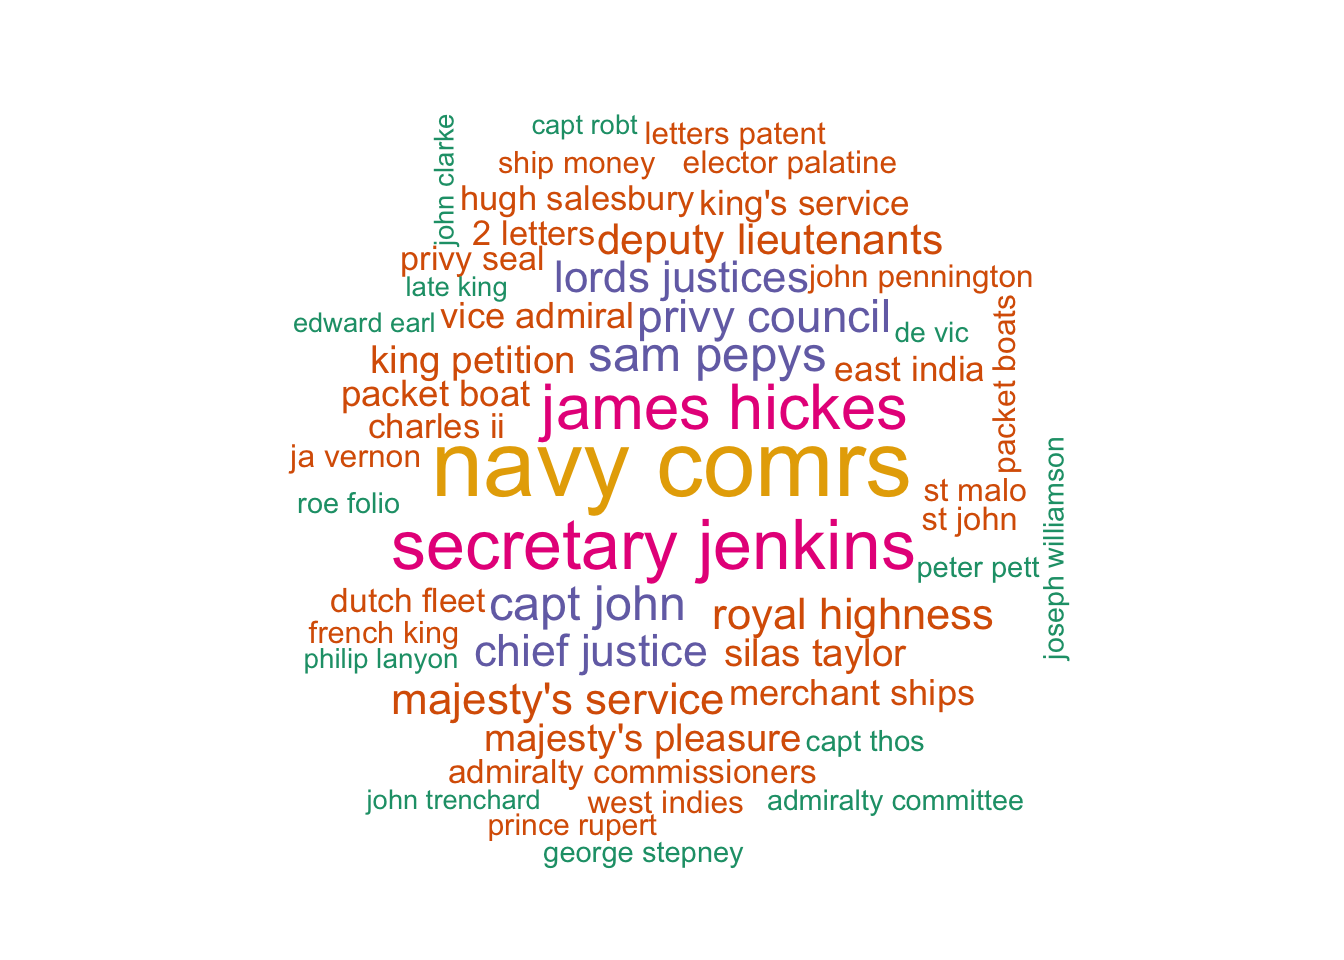 john clarke
capt robt
letters patent
ship money
elector palatine
hugh salesbury
king's service
2 letters
deputy lieutenants
privy seal
lords justices
john pennington
late king
edward earl
vice admiral
privy council
de vic
packet boats
king petition
sam pepys
east india
packet boat
james hickes
charles ii
ja vernon
navy comrs
roe folio
st malo
st john
joseph williamson
secretary jenkins
peter pett
dutch fleet
capt john
royal highness
french king
philip lanyon
chief justice
silas taylor
majesty's service
merchant ships
majesty's pleasure
capt thos
admiralty commissioners
john trenchard
west indies
admiralty committee
prince rupert
george stepney